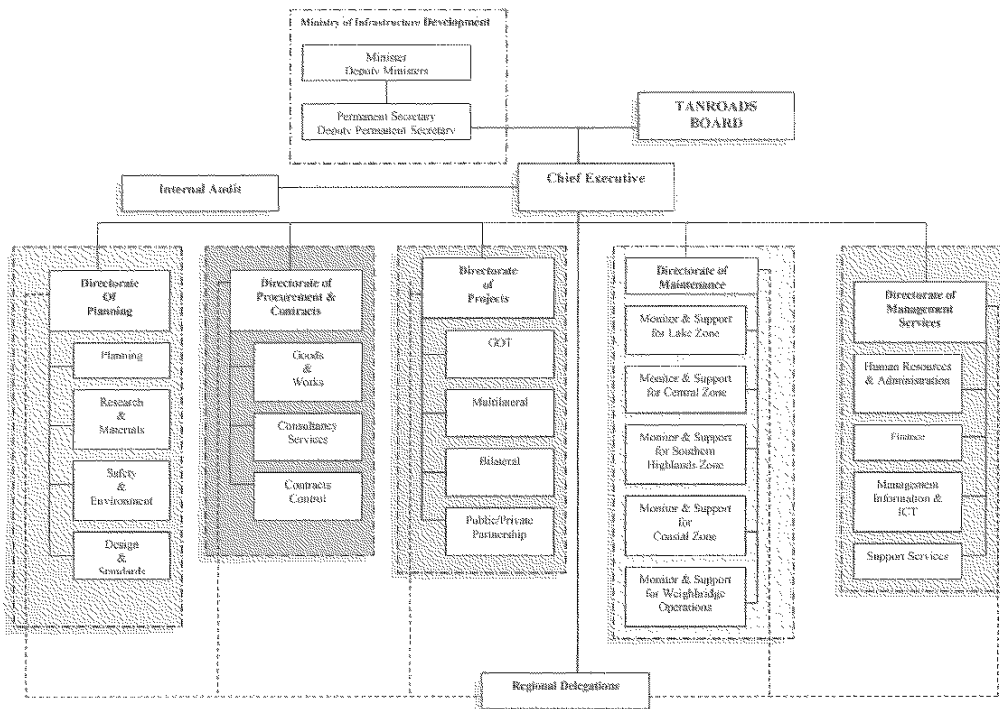 Ministry of Infrastructure Development
Minister
Deputy Ministers
Permanent Secretary
Deputy Permanent Secretary
TANROADS
BOARD
Internal Audit
Chief Executive
Directorate
Of
Planning
Planning
Research
&
Materials
Safety
&
Environment
Design
&
Standards
Directorate of
Procurement &
Contracts
Goods
&
Works
Consultancy
Services
Contracts
Control
Directorate
of
Projects
GOT
Multilateral
Bilateral
Public/Private
Partnership
Directorate of
Maintenance
Monitor & Support
for Lake Zone
Monitor & Support
for Central Zone
Monitor & Support
for Southern
Highlands Zone
Monitor & Support
for
Coastal Zone
Monitor & Support
for Weighbridge
Operations
Directorate of
Management
Services
Human Resources
& Administration
Finance
Management
Information &
ICT
Support Services
Regional Delegations